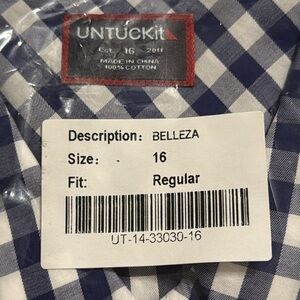 UNTUCKit
Est. 16 2011
MADE IN CHINA
100% COTTON
Description: BELLEZA
Size: 16
Fit: Regular
UT-14-33030-16